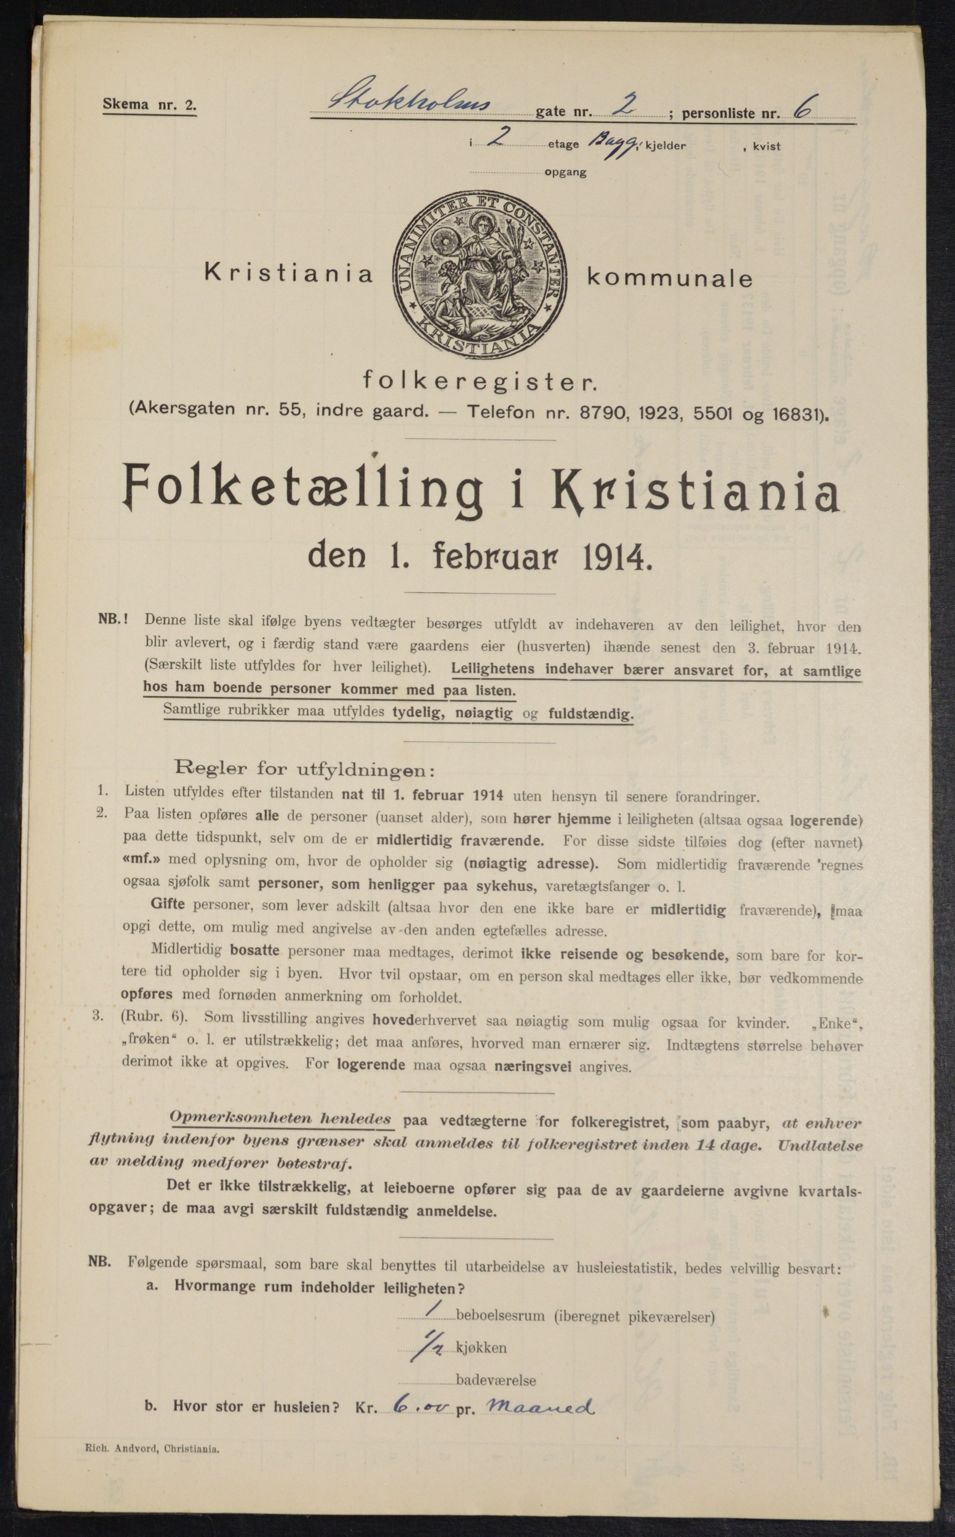 Skema nr. 2.
Stokholms gate nr. 2 ; personliste nr. 6
i 2 etage Bagg; kjelder , kvist
opgang
UNANIMITER ET CONSTANTER
KRISTIANIA
Kristiania kommunale
folkeregister.
(Akersgaten nr. 55, indre gaard. — Telefon nr. 8790, 1923, 5501 og 16831).
Folketælling i Kristiania
den 1. februar 1914.
NB.! Denne liste skal ifølge byens vedtægter besørges utfyldt av indehaveren av den leilighet, hvor den
blir avlevert, og i færdig stand være gaardens eier (husverten) ihænde senest den 3. februar 1914.
(Særskilt liste utfyldes for hver leilighet). Leilighetens indehaver bærer ansvaret for, at samtlige
hos ham boende personer kommer med paa listen.
Samtlige rubrikker maa utfyldes tydelig, nøiagtig og fuldstændig.
Regler for utfyldningen:
1. Listen utfyldes efter tilstanden nat til 1. februar 1914 uten hensyn til senere forandringer.
2. Paa listen opføres alle de personer (uanset alder), som hører hjemme i leiligheten (altsaa ogsaa logerende)
paa dette tidspunkt, selv om de er midlertidig fraværende. For disse sidste tilføies dog (efter navnet)
«mf.» med oplysning om, hvor de opholder sig (nøiagtig adresse). Som midlertidig fraværende regnes
ogsaa sjøfolk samt personer, som henligger paa sykehus, varetægtsfanger o. l.
Gifte personer, som lever adskilt (altsaa hvor den ene ikke bare er midlertidig fraværende), maa
opgi dette, om mulig med angivelse av den anden egtefælles adresse.
Midlertidig bosatte personer maa medtages, derimot ikke reisende og besøkende, som bare for kor-
tere tid opholder sig i byen. Hvor tvil opstaar, om en person skal medtages eller ikke, bør vedkommende
opføres med fornøden anmerkning om forholdet.
3. (Rubr. 6). Som livsstilling angives hovederhvervet saa nøiagtig som mulig ogsaa for kvinder. „Enke“,
„frøken“ o. l. er utilstrækkelig; det maa anføres, hvorved man ernærer sig. Indtægtens størrelse behøver
derimot ikke at opgives. For logerende maa ogsaa næringsvei angives.
Opmerksomheten henledes paa vedtægterne for folkeregistret, som paabyr, at enhver
flytning indenfor byens grænser skal anmeldes til folkeregistret inden 14 dage. Undlatelse
av melding medfører bøtestraf.
Det er ikke tilstrækkelig, at leieboerne opfører sig paa de av gaardeierne avgivne kvartals-
opgaver; de maa avgi særskilt fuldstændig anmeldelse.
NB. Følgende spørsmaal, som bare skal benyttes til utarbeidelse av husleiestatistik, bedes velvillig besvart:
a. Hvormange rum indeholder leiligheten?
1 beboelsesrum (iberegnet pikeværelser)
1/2 kjøkken
badeværelse
b. Hvor stor er husleien? Kr. 6.00 pr. Maaned
Rich. Andvord, Christiania.